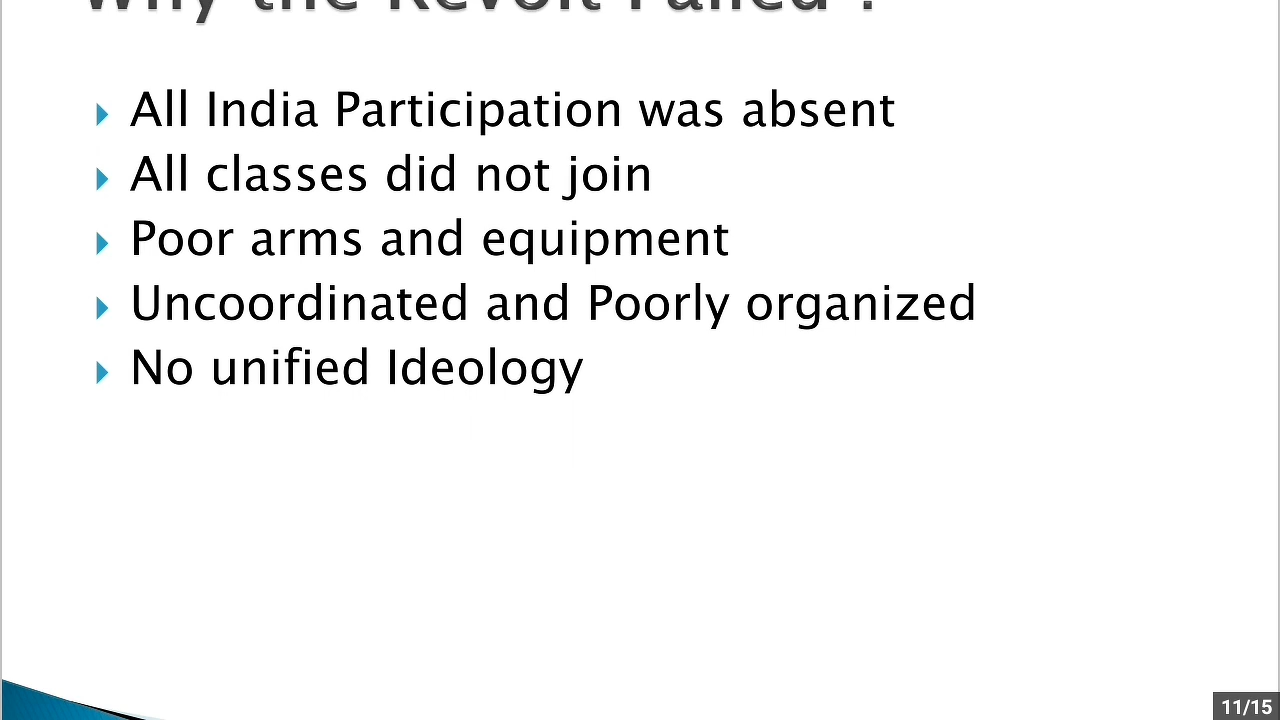 Why the Revolt Failed ?
All India Participation was absent
All classes did not join
Poor arms and equipment
Uncoordinated and Poorly organized
No unified Ideology
11/15